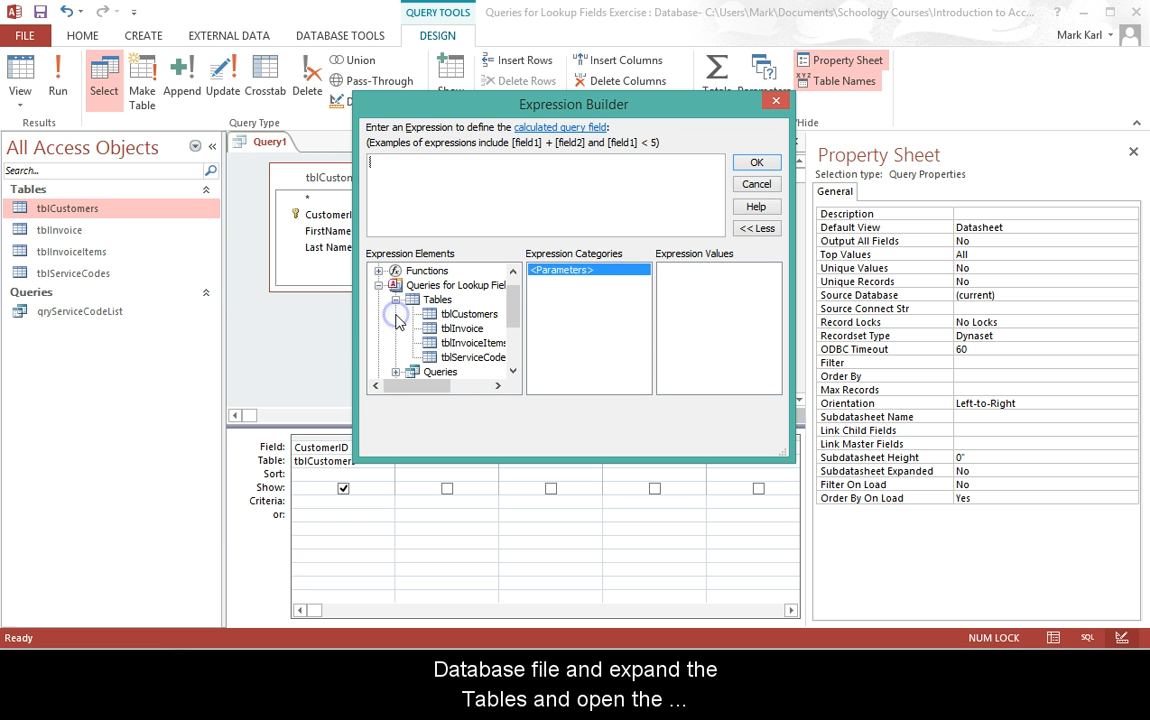 QUERY TOOLS
Queries for Lookup Fields Exercise : Database- C:\Users\Mark\Documents\Schoology Courses\Introduction to Acc...
FILE
HOME
CREATE
EXTERNAL DATA
DATABASE TOOLS
DESIGN
Mark Karl
View
Run
Select
Make
Table
Append
Update
Crosstab
Delete
Union
Pass-Through
Insert Rows
Delete Rows
Insert Columns
Delete Columns
Property Sheet
Table Names
Results
Query Type
All Access Objects
Search...
Tables
tblCustomers
tblInvoice
tblInvoiceItems
tblServiceCodes
Queries
qryServiceCodeList
Query1
tblCustom
*
CustomerI
FirstName
Last Name
Expression Builder
Enter an Expression to define the calculated query field:
(Examples of expressions include [field1] + [field2] and [field1] < 5)
OK
Cancel
Help
<< Less
Expression Elements
Expression Categories
Expression Values
Functions
Queries for Lookup Fiel
Tables
tblCustomers
tblInvoice
tblInvoiceItems
tblServiceCode
Queries
<Parameters>
Field: CustomerID
Table: tblCustomers
Sort:
Show:
Criteria:
or:
Property Sheet
Selection type: Query Properties
General
Description
Default View Datasheet
Output All Fields No
Top Values All
Unique Values No
Unique Records No
Source Database (current)
Source Connect Str
Record Locks No Locks
Recordset Type Dynaset
ODBC Timeout 60
Filter
Order By
Max Records
Orientation Left-to-Right
Subdatasheet Name
Link Child Fields
Link Master Fields
Subdatasheet Height 0"
Subdatasheet Expanded No
Filter On Load No
Order By On Load Yes
Ready
NUM LOCK
SQL
Database file and expand the
Tables and open the ...